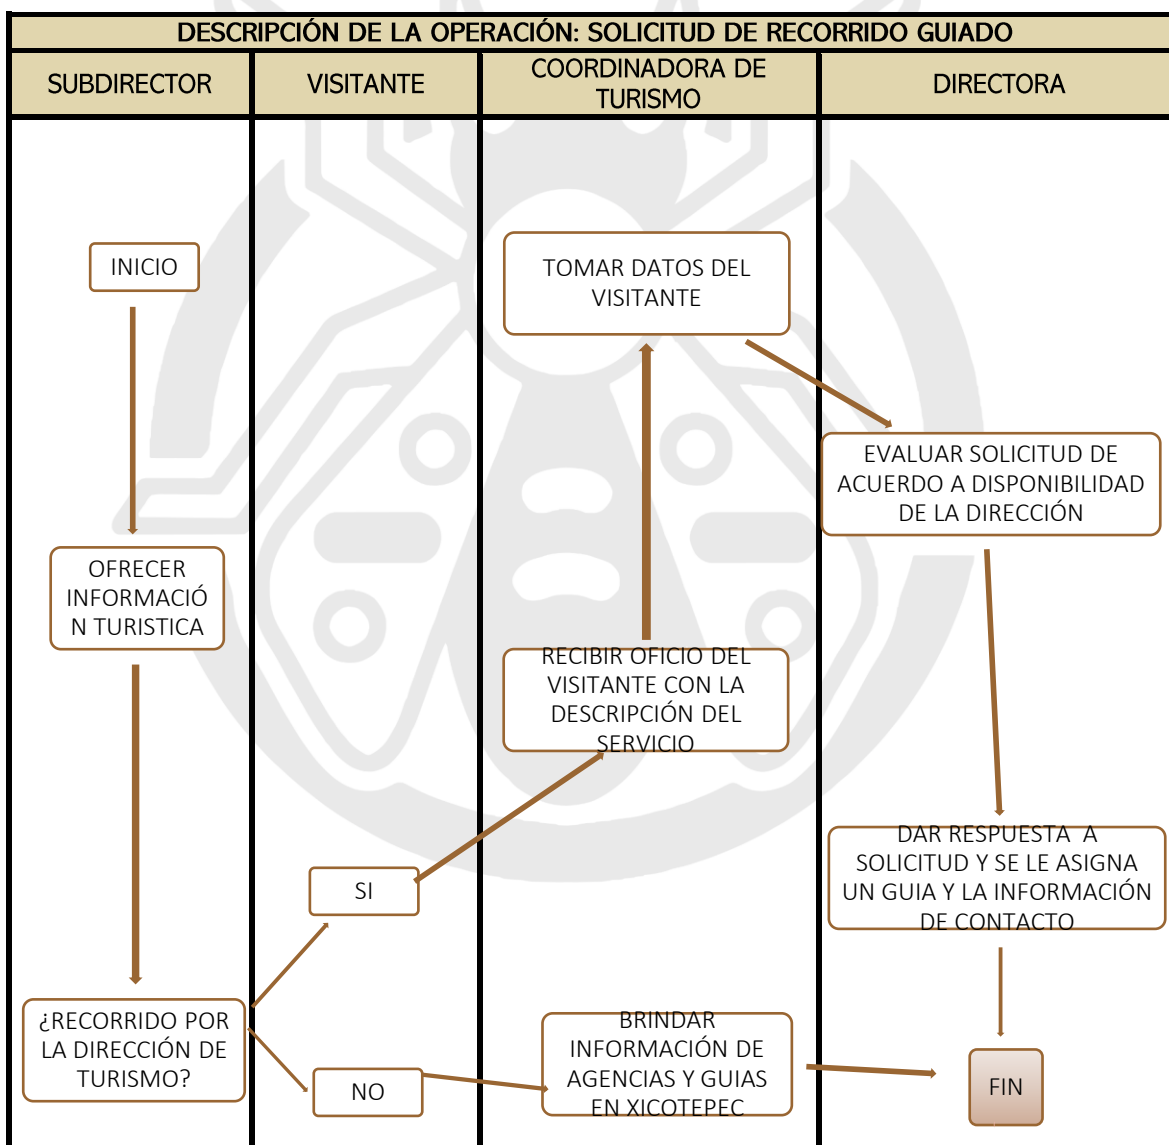 DESCRIPCIÓN DE LA OPERACIÓN: SOLICITUD DE RECORRIDO GUIADO
SUBDIRECTOR
VISITANTE
COORDINADORA DE
TURISMO
DIRECTORA
INICIO
TOMAR DATOS DEL
VISITANTE
EVALUAR SOLICITUD DE
ACUERDO A DISPONIBILIDAD
DE LA DIRECCIÓN
OFRECER
INFORMACIÓ
N TURISTICA
RECIBIR OFICIO DEL
VISITANTE CON LA
DESCRIPCIÓN DEL
SERVICIO
DAR RESPUESTA A
SOLICITUD Y SE LE ASIGNA
UN GUIA Y LA INFORMACIÓN
DE CONTACTO
SI
¿RECORRIDO POR
LA DIRECCIÓN DE
TURISMO?
NO
BRINDAR
INFORMACIÓN DE
AGENCIAS Y GUIAS
EN XICOTEPEC
FIN